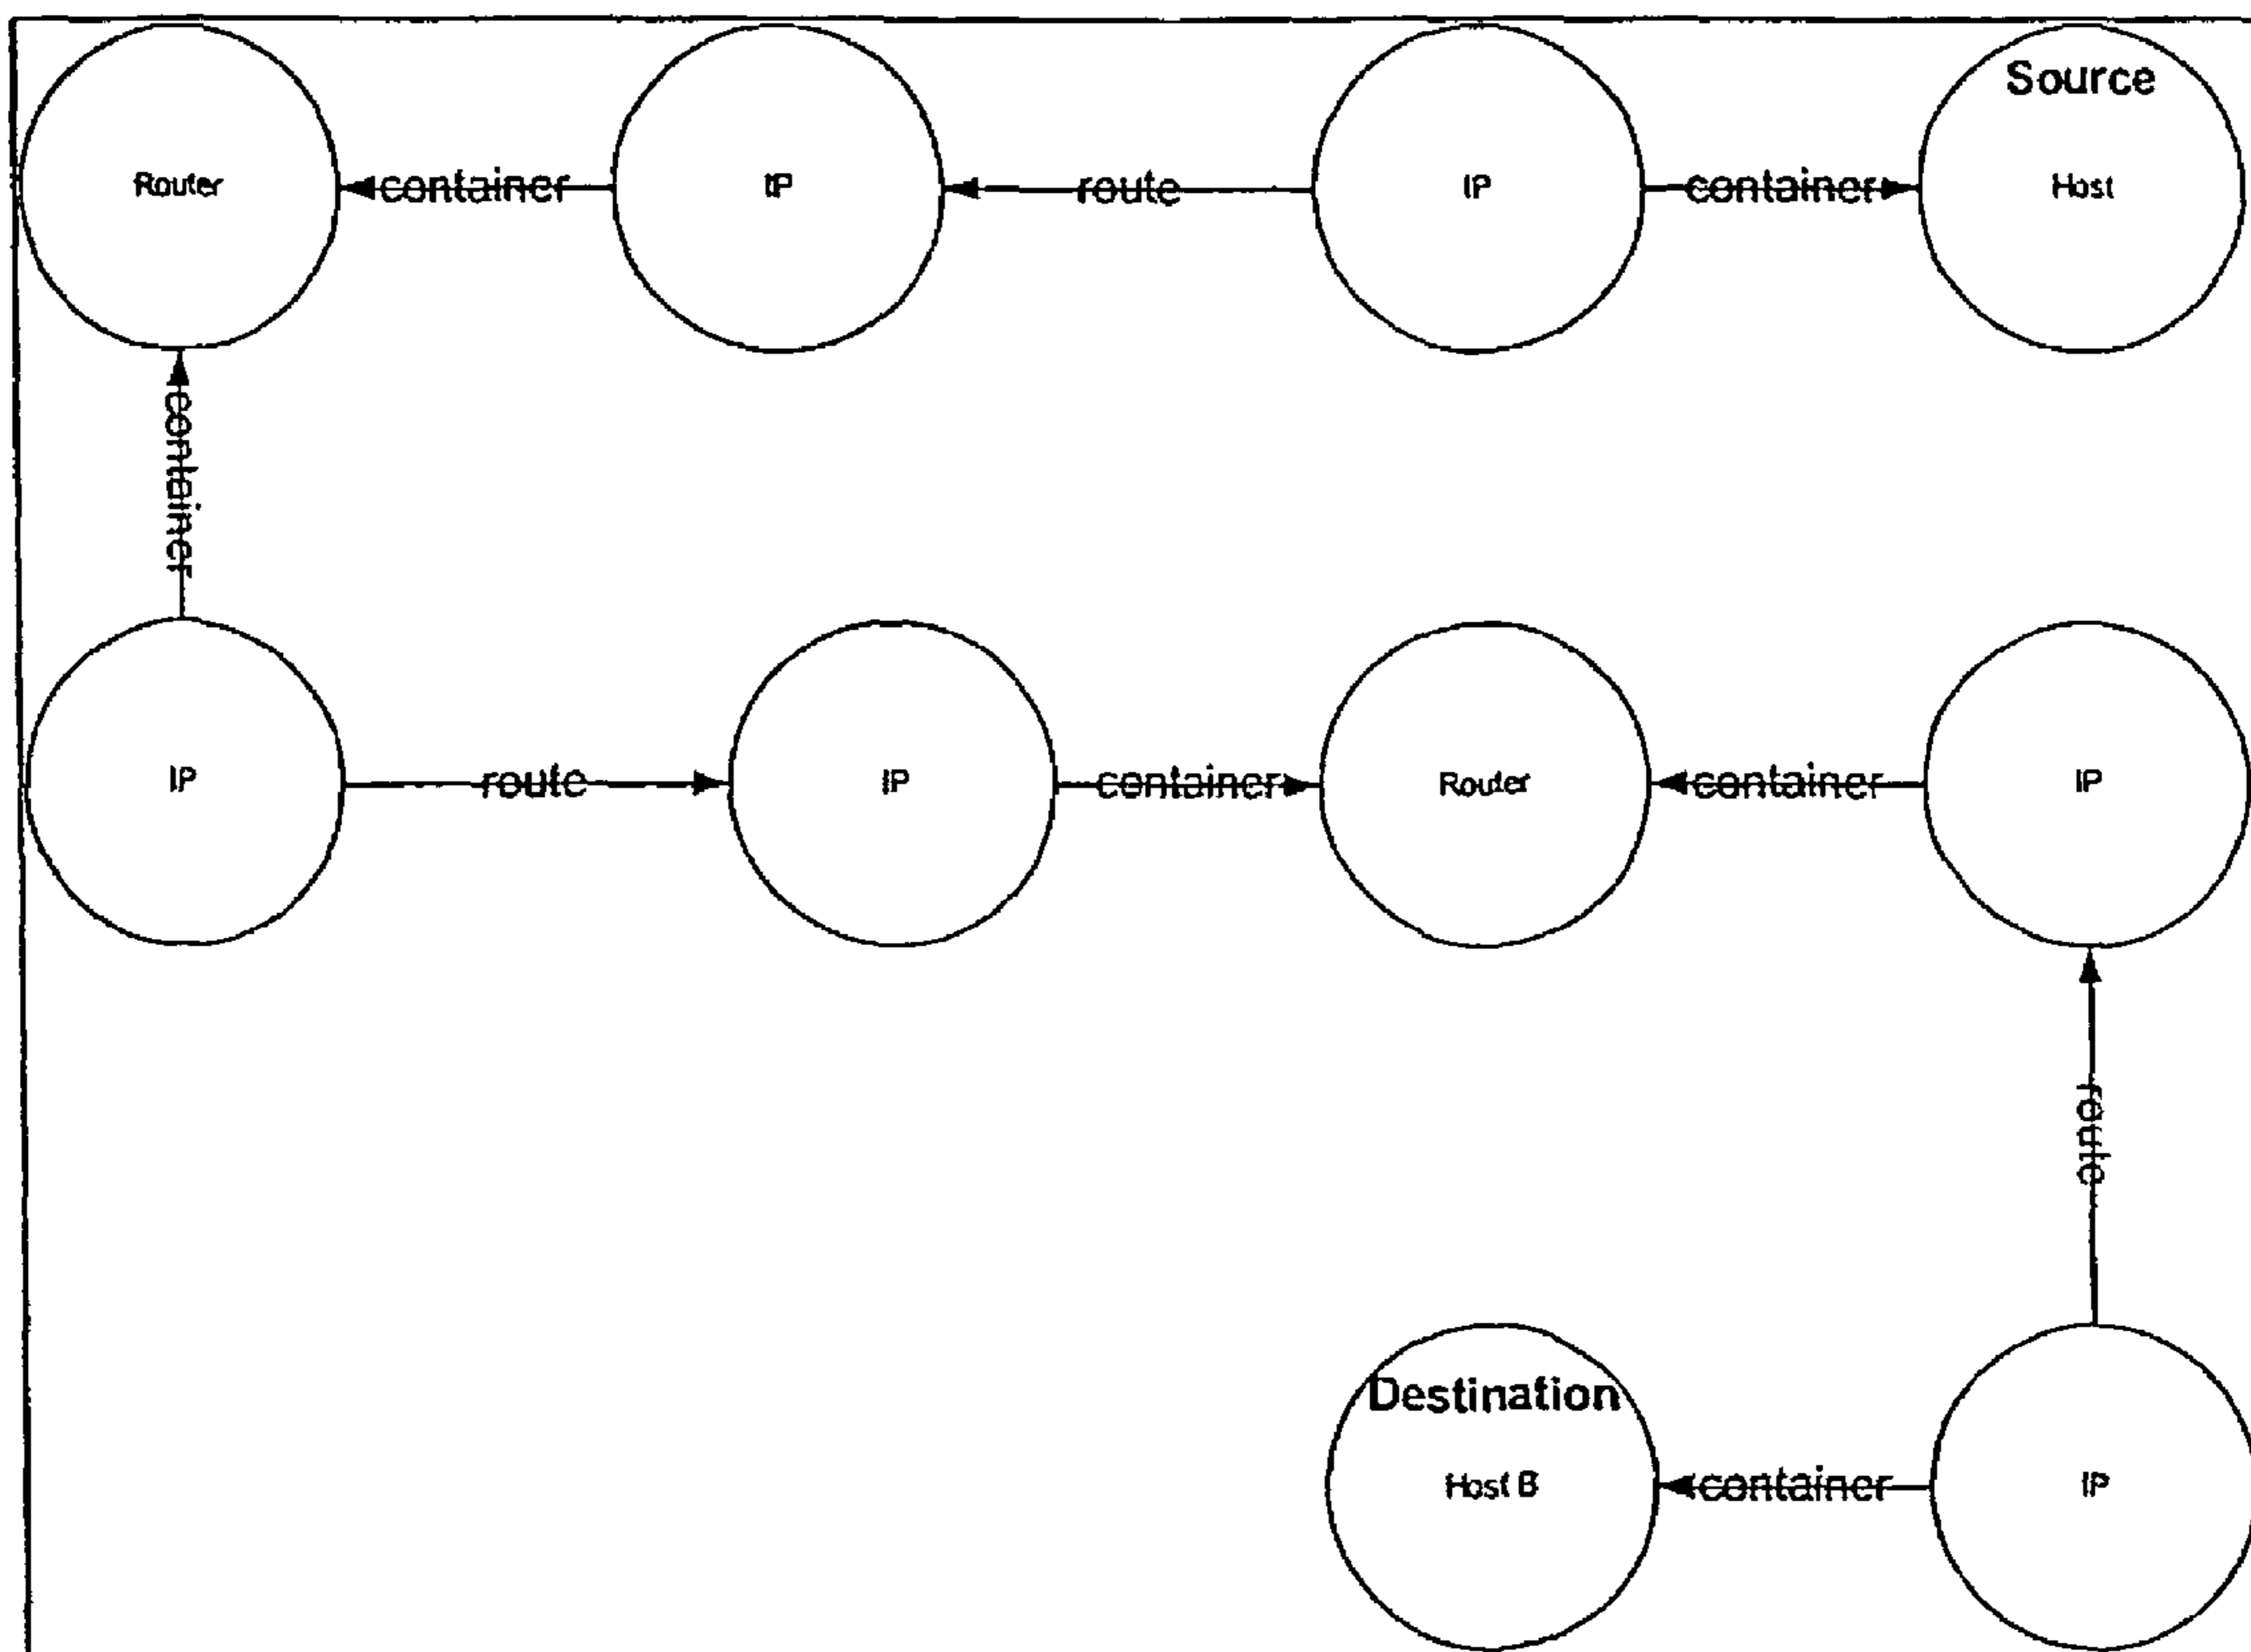 Source
Router container IP route IP container Host
container
IP route IP container Router container IP
route
Destination
Host B container IP